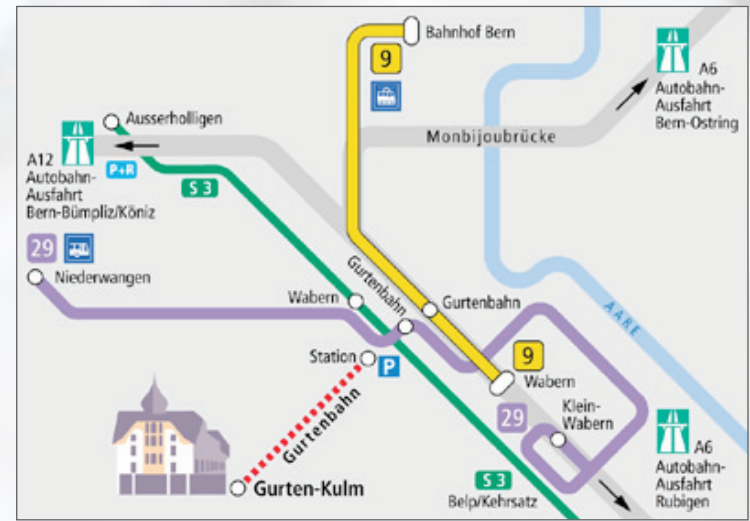 Bahnhof Bern
9
A6
Autobahn-
Ausfahrt
Bern-Ostring
Ausserholligen
Monbijoubrücke
A12
Autobahn-
Ausfahrt
Bern-Bümpliz/Köniz
P+R
S 3
29
Niederwangen
Wabern
Gurtenbahn
Gurtenbahn
AARE
Station
P
9
Wabern
Gurtenbahn
29
Klein-
Wabern
A6
Autobahn-
Ausfahrt
Rubigen
Gurten-Kulm
S 3
Belp/Kehrsatz